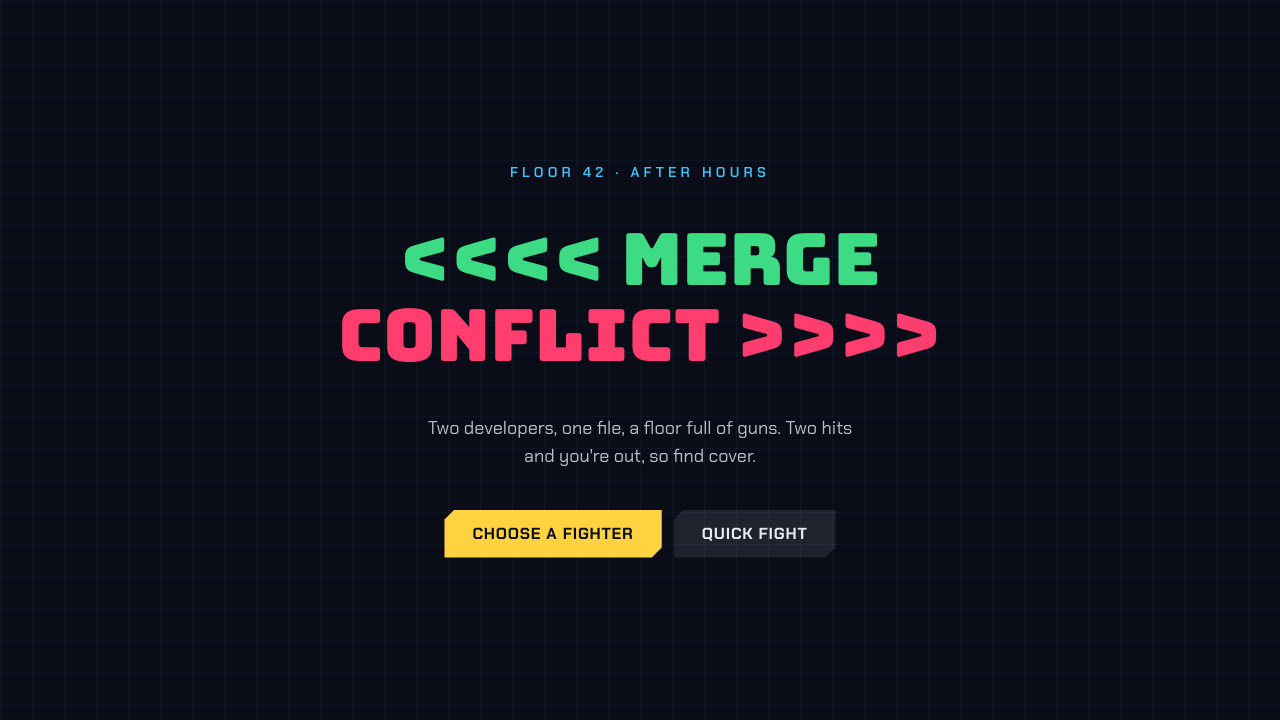 FLOOR 42 · AFTER HOURS
<<<< MERGE
CONFLICT >>>>
Two developers, one file, a floor full of guns. Two hits
and you're out, so find cover.
CHOOSE A FIGHTER
QUICK FIGHT